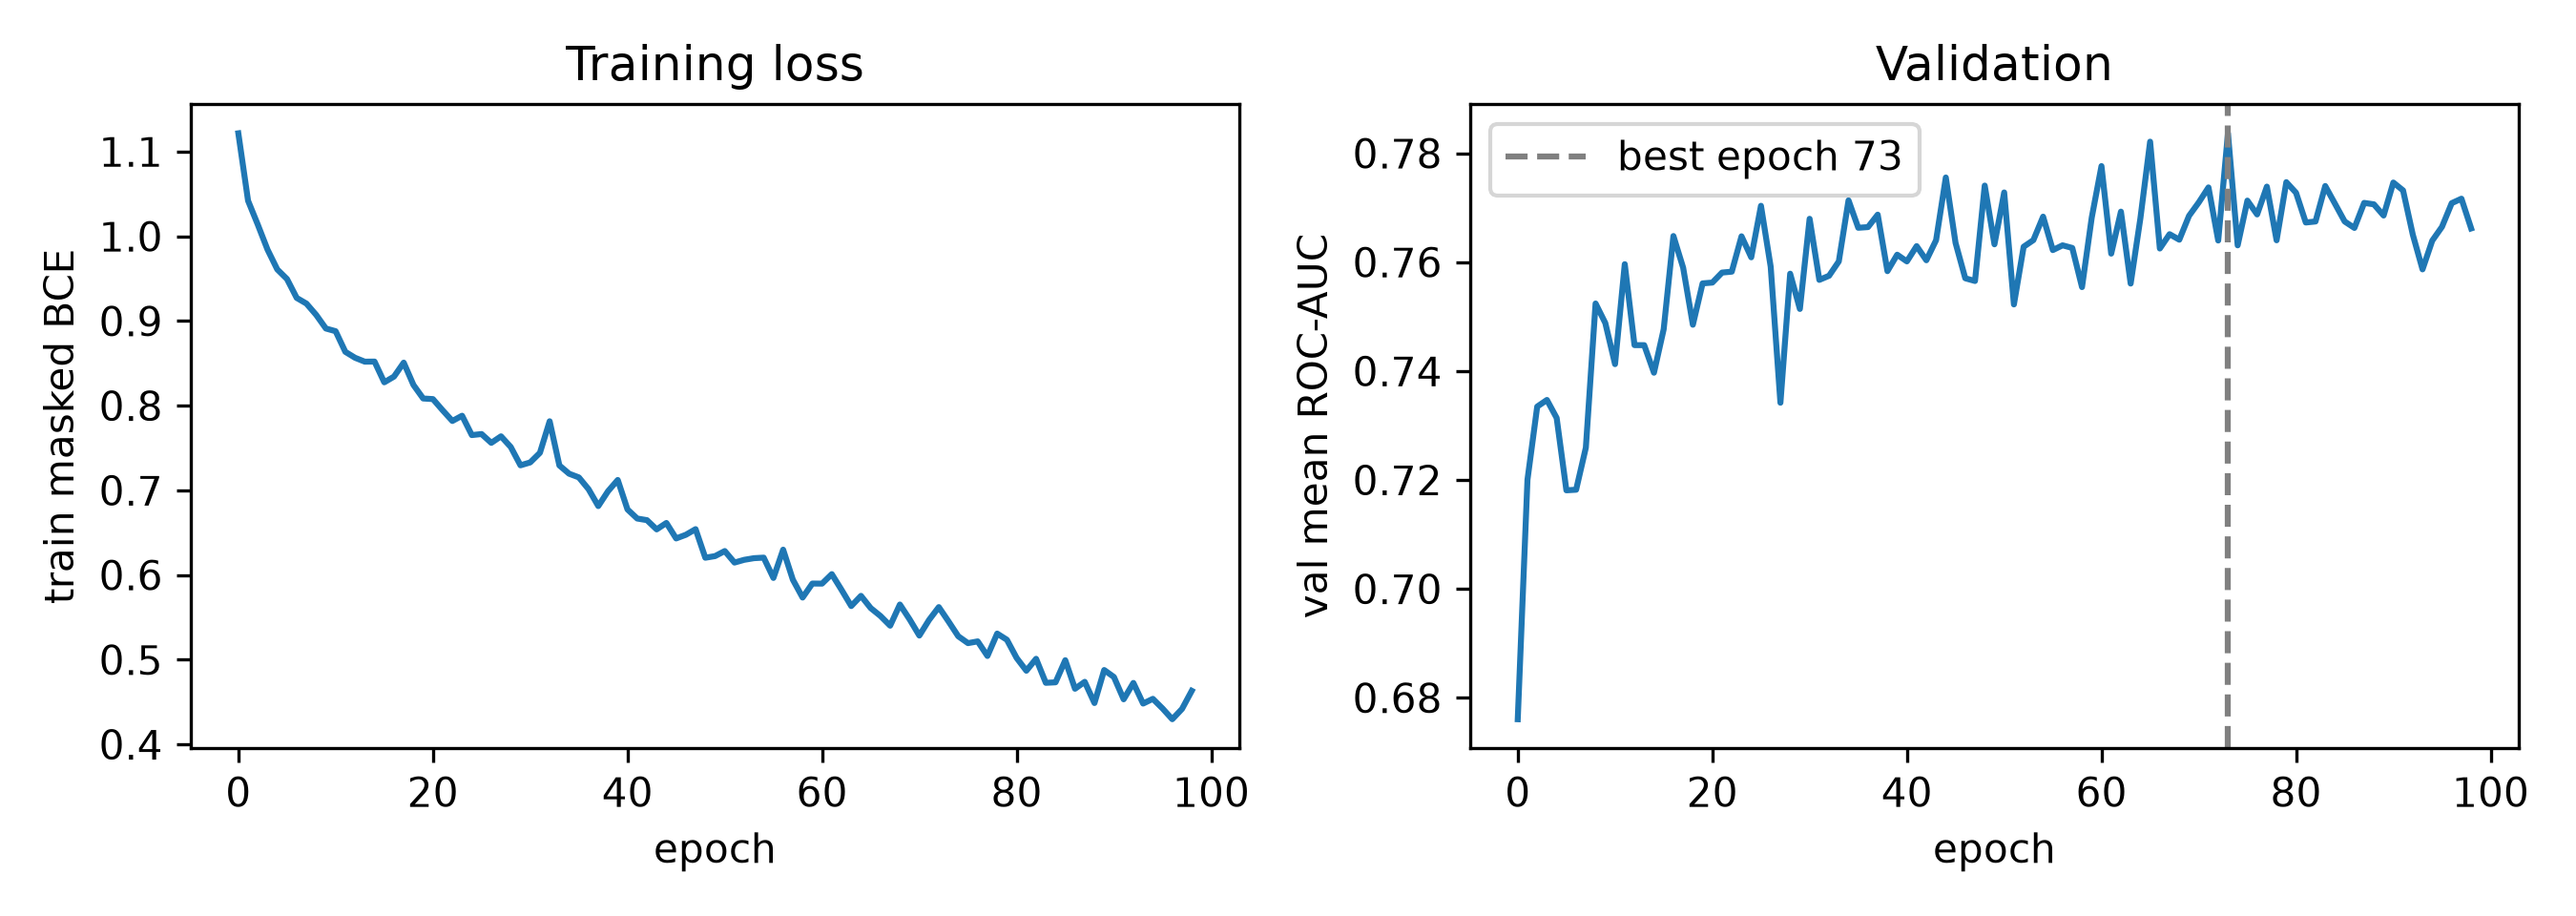 Training loss
train masked BCE
1.1
1.0
0.9
0.8
0.7
0.6
0.5
0.4
0 20 40 60 80 100
epoch
Validation
val mean ROC-AUC
best epoch 73
0.78
0.76
0.74
0.72
0.70
0.68
0 20 40 60 80 100
epoch